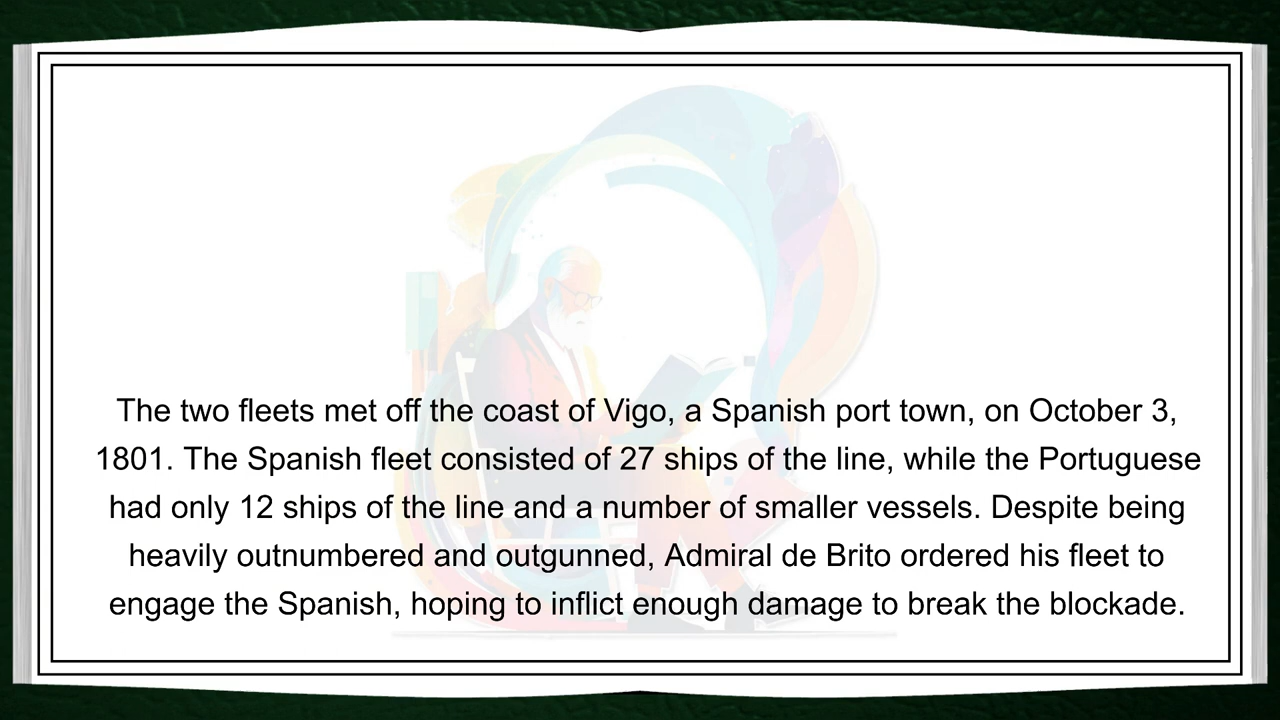 The two fleets met off the coast of Vigo, a Spanish port town, on October 3,
1801. The Spanish fleet consisted of 27 ships of the line, while the Portuguese
had only 12 ships of the line and a number of smaller vessels. Despite being
heavily outnumbered and outgunned, Admiral de Brito ordered his fleet to
engage the Spanish, hoping to inflict enough damage to break the blockade.